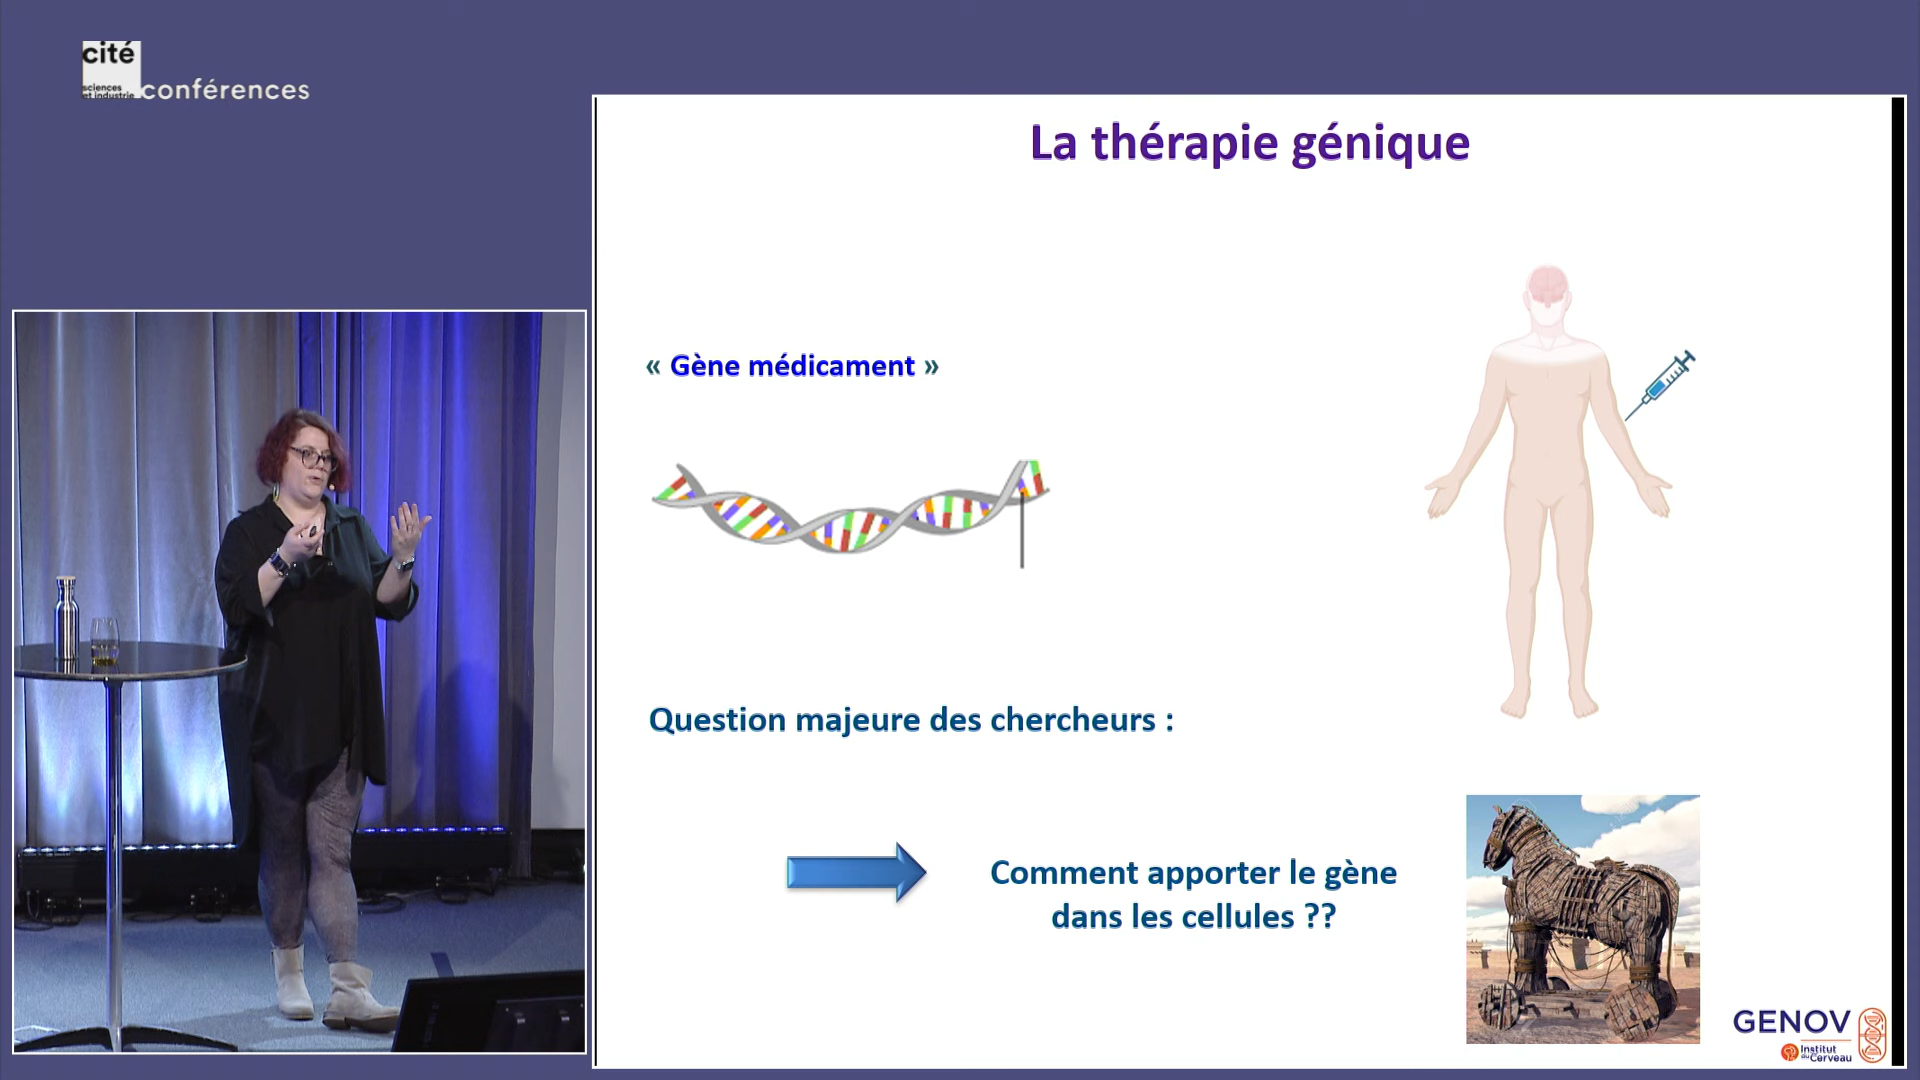 cité
sciences
et industrie
conférences
La thérapie génique
« Gène médicament »
Question majeure des chercheurs :
Comment apporter le gène
dans les cellules ??
GENOV
Institut
du Cerveau